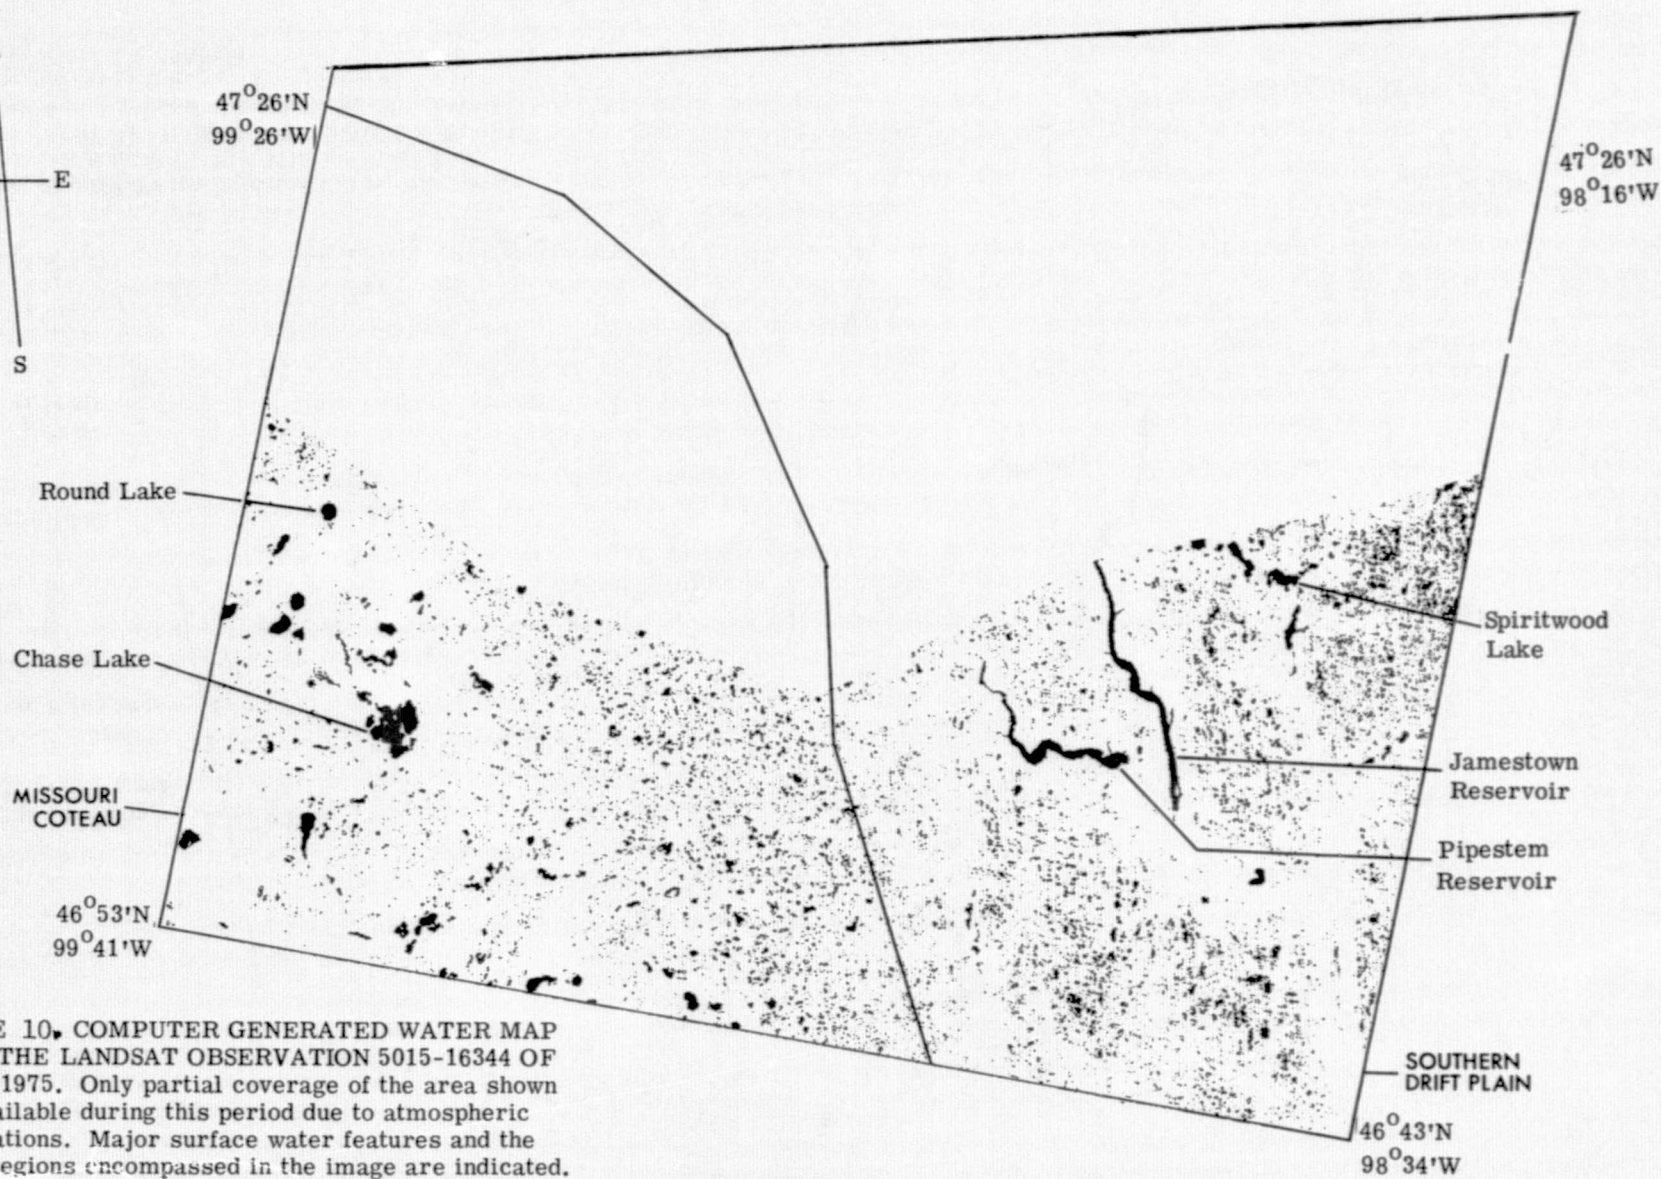 47°26'N
99°26'W
47°26'N
98°16'W
E
S
Round Lake
Chase Lake
Spiritwood
Lake
Jamestown
Reservoir
MISSOURI
COTEAU
Pipestem
Reservoir
46°53'N
99°41'W
10. COMPUTER GENERATED WATER MAP
THE LANDSAT OBSERVATION 5015-16344 OF
1975. Only partial coverage of the area shown
during this period due to atmospheric
Major surface water features and the
encompassed in the image are indicated.
SOUTHERN
DRIFT PLAIN
46°43'N
98°34'W